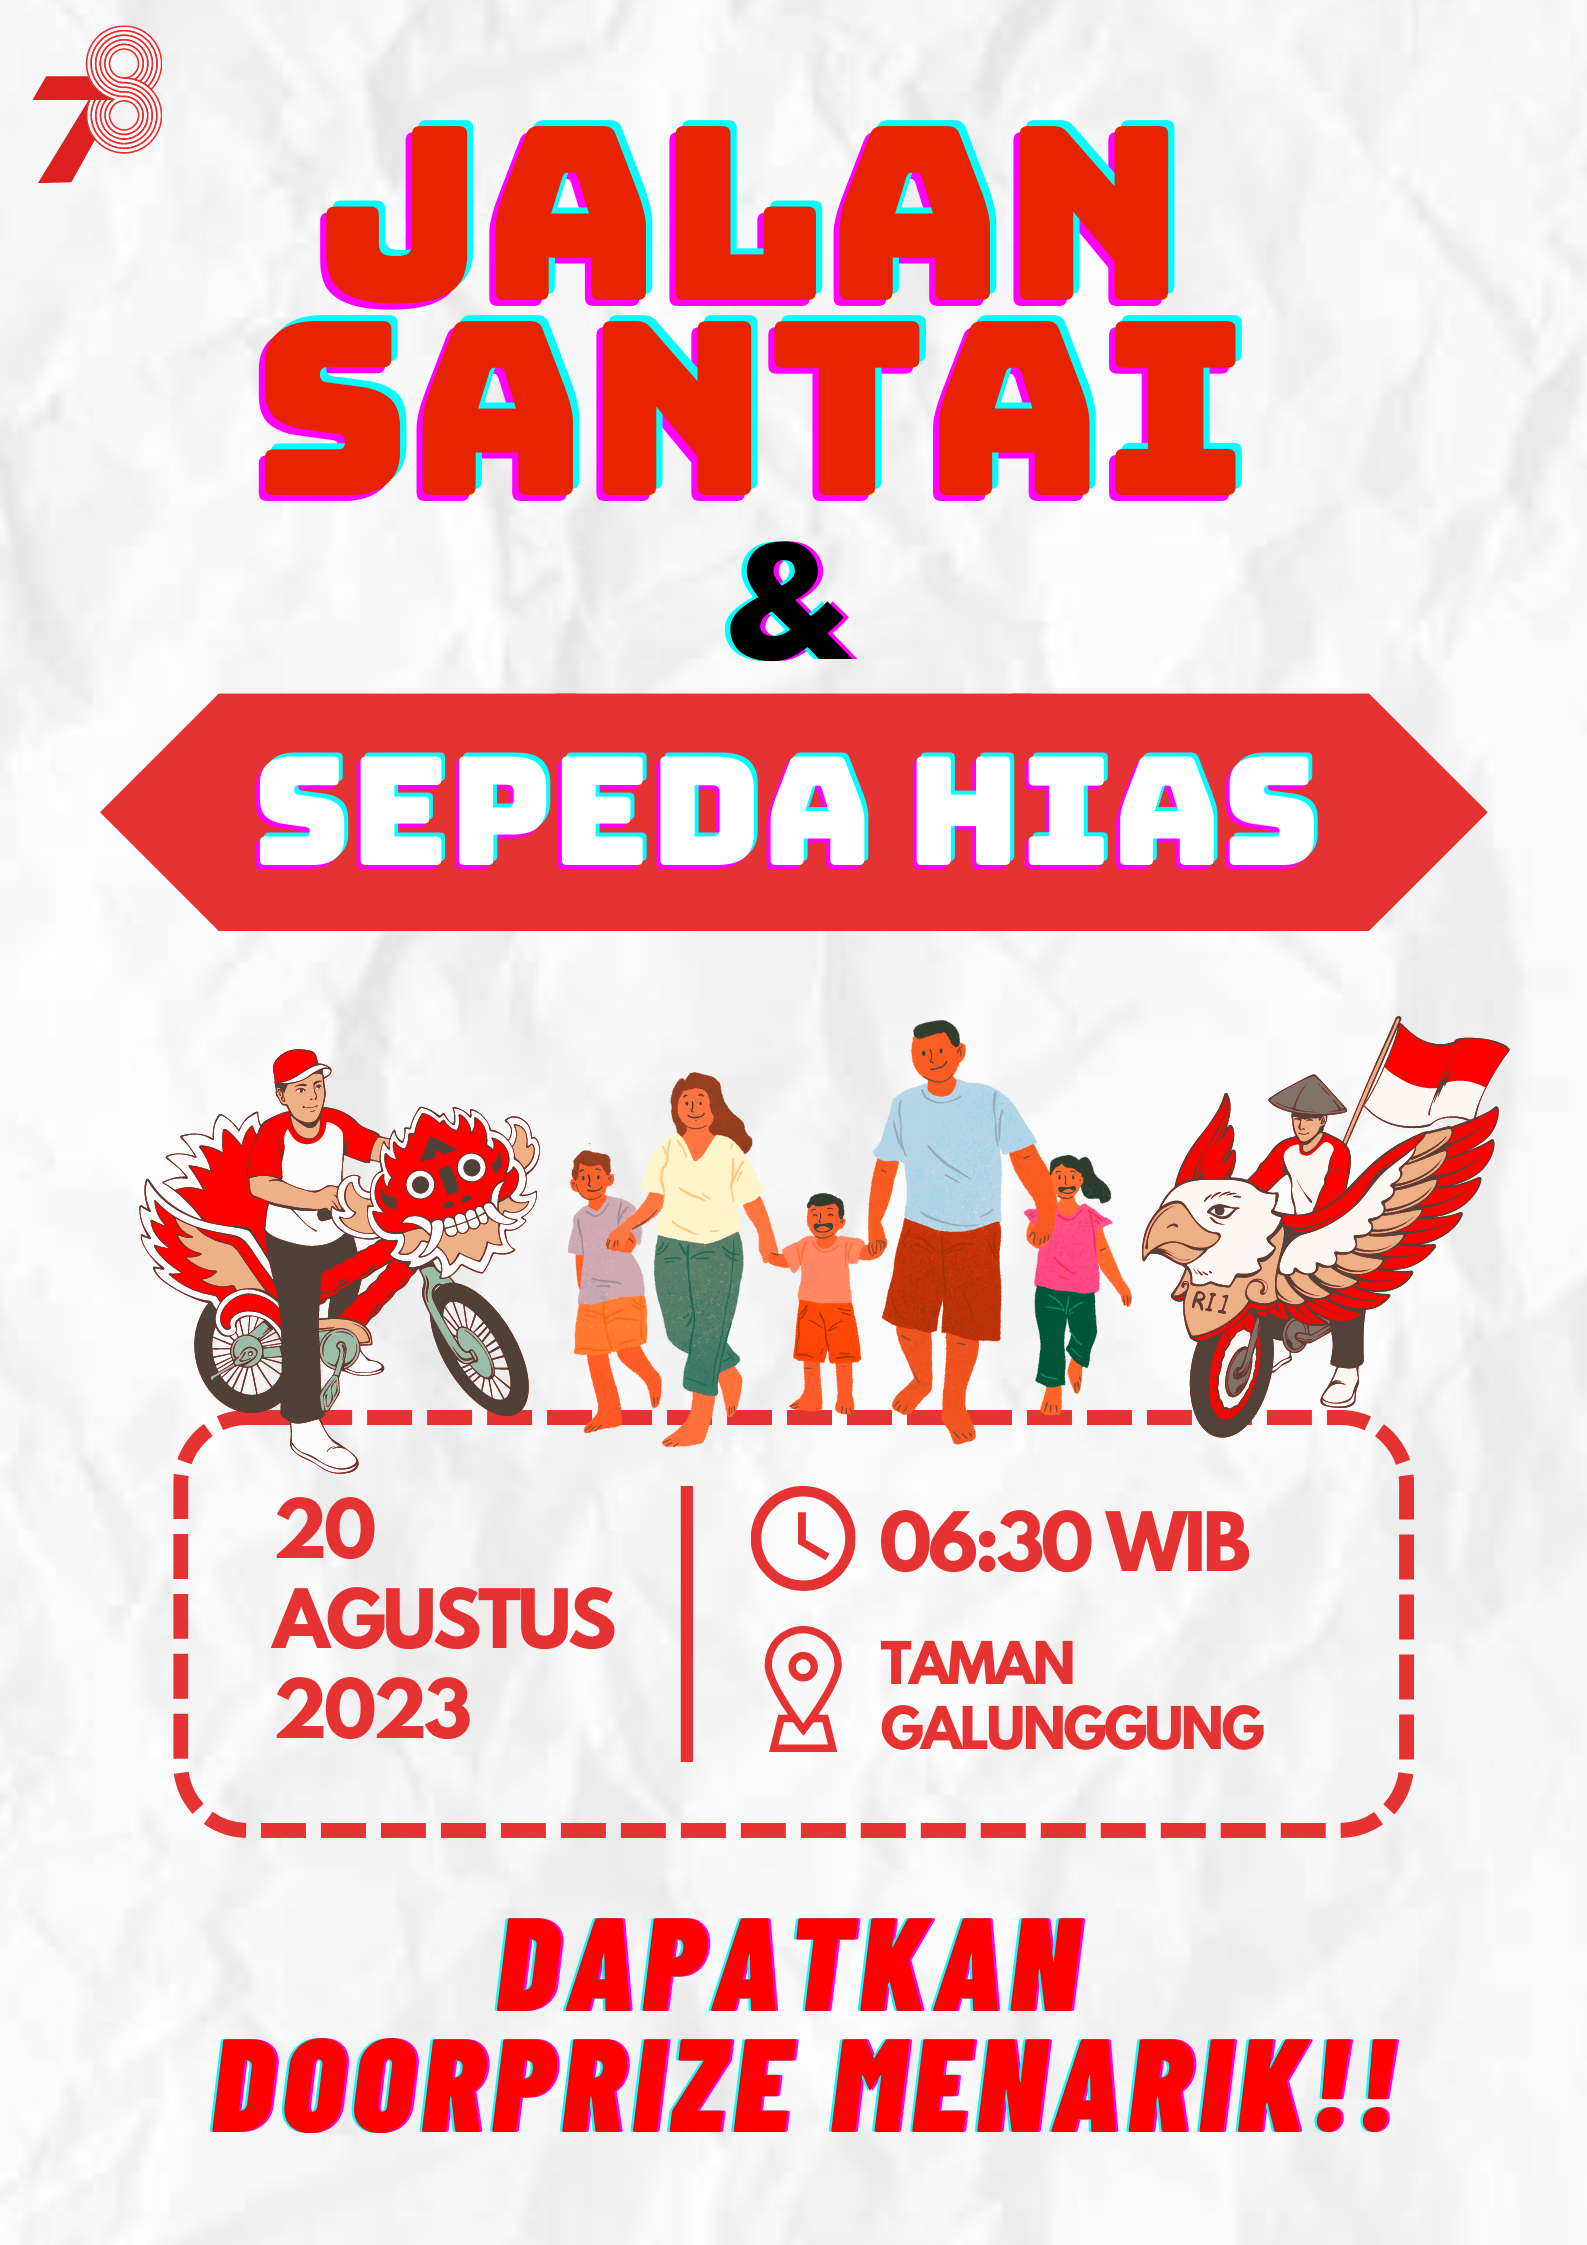 78
JALAN
SANTAI
&
SEPEDA HIAS
RI 1
20
AGUSTUS
2023
06:30 WIB
TAMAN
GALUNGGUNG
DAPATKAN
DOORPRIZE MENARIK!!